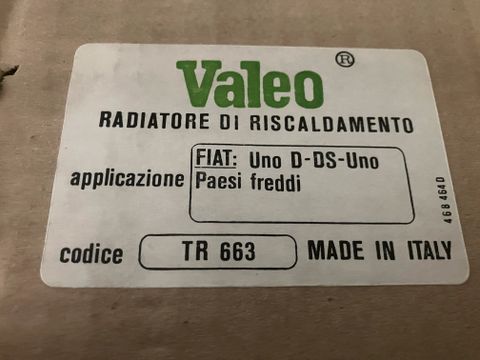 Valeo ®
RADIATORE DI RISCALDAMENTO
applicazione FIAT: Uno D-DS-Uno
Paesi freddi
codice TR 663 MADE IN ITALY
468 464 D